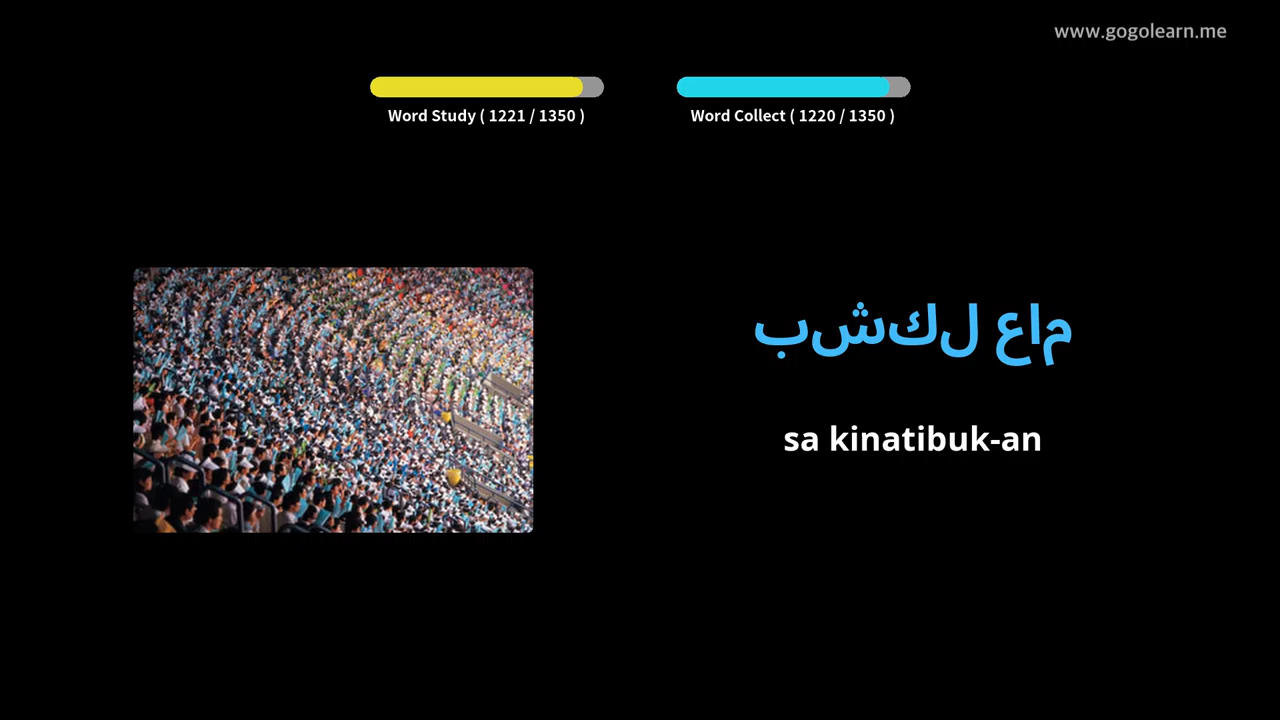 www.gogolearn.me
Word Study ( 1221 / 1350 )
Word Collect ( 1220 / 1350 )
بشكل عام
sa kinatibuk-an